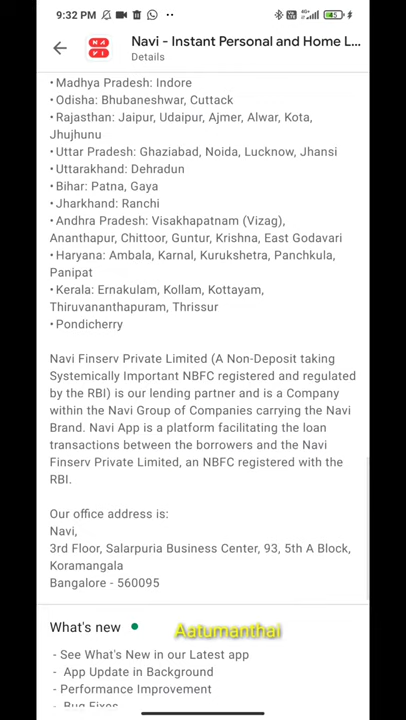 9:32 PM
4G+
45
NAVI
Navi - Instant Personal and Home L...
Details
• Madhya Pradesh: Indore
• Odisha: Bhubaneshwar, Cuttack
• Rajasthan: Jaipur, Udaipur, Ajmer, Alwar, Kota,
Jhujhunu
• Uttar Pradesh: Ghaziabad, Noida, Lucknow, Jhansi
• Uttarakhand: Dehradun
• Bihar: Patna, Gaya
• Jharkhand: Ranchi
• Andhra Pradesh: Visakhapatnam (Vizag),
Ananthapur, Chittoor, Guntur, Krishna, East Godavari
• Haryana: Ambala, Karnal, Kurukshetra, Panchkula,
Panipat
• Kerala: Ernakulam, Kollam, Kottayam,
Thiruvananthapuram, Thrissur
• Pondicherry
Navi Finserv Private Limited (A Non-Deposit taking
Systemically Important NBFC registered and regulated
by the RBI) is our lending partner and is a Company
within the Navi Group of Companies carrying the Navi
Brand. Navi App is a platform facilitating the loan
transactions between the borrowers and the Navi
Finserv Private Limited, an NBFC registered with the
RBI.
Our office address is:
Navi,
3rd Floor, Salarpuria Business Center, 93, 5th A Block,
Koramangala
Bangalore - 560095
What's new
Aatumanthai
- See What's New in our Latest app
- App Update in Background
- Performance Improvement
- Bug Fixes